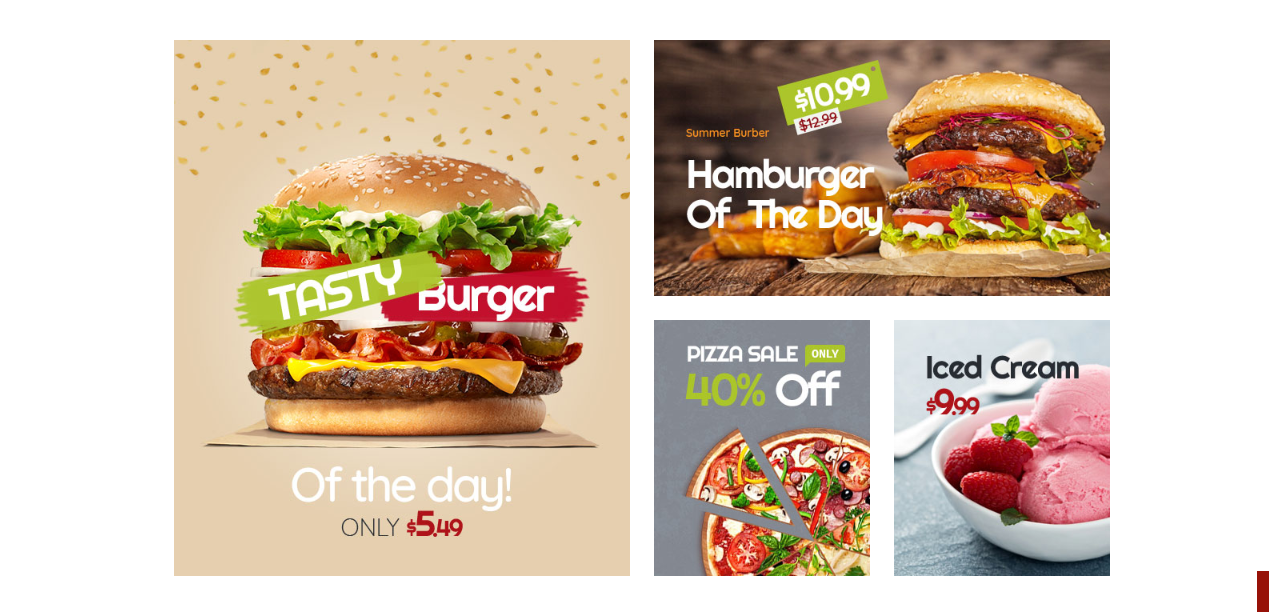 TASTY Burger
Of the day!
ONLY $5.49
$10.99
$12.99
Summer Burber
Hamburger
Of The Day
PIZZA SALE ONLY
40% Off
Iced Cream
$9.99